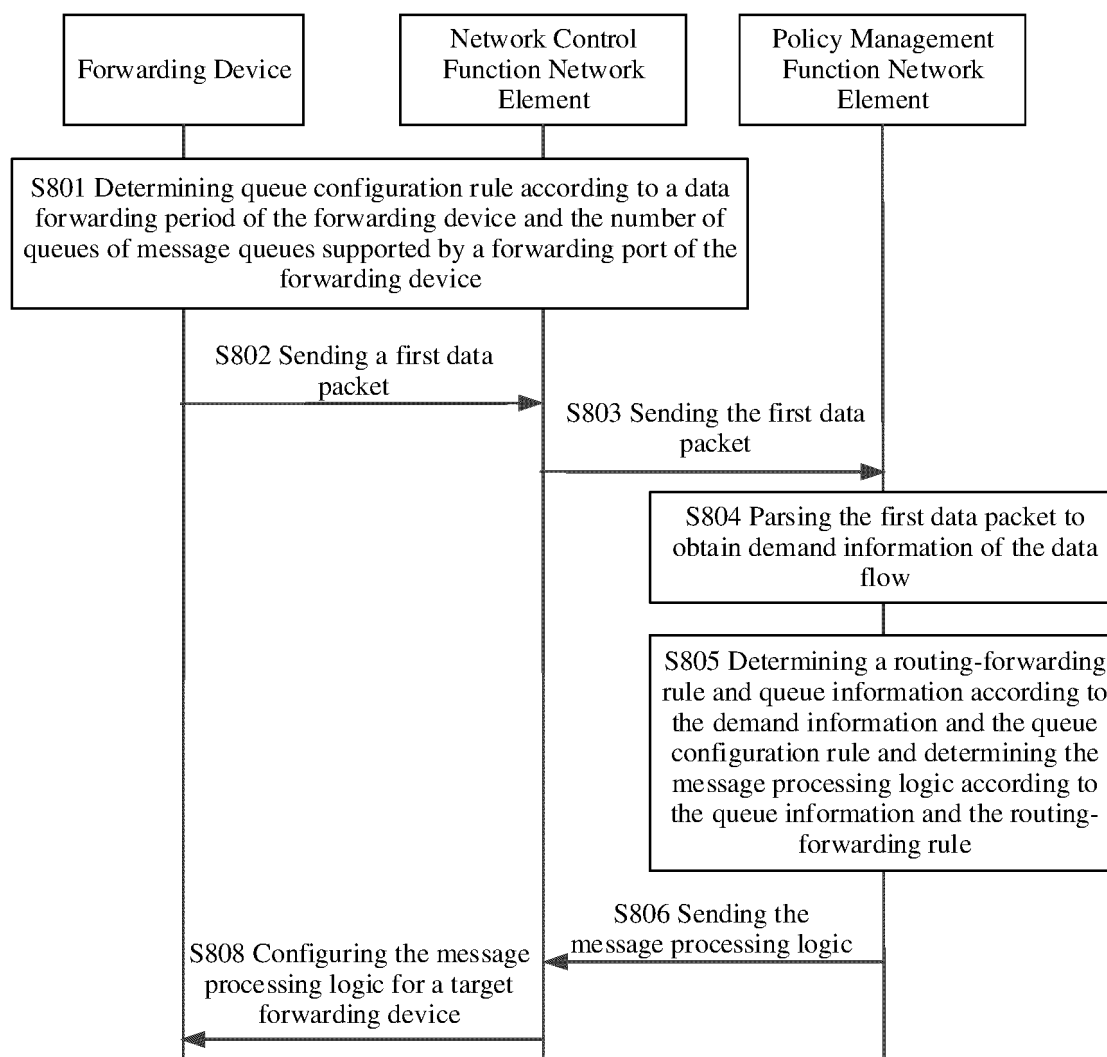 Forwarding Device
Network Control
Function Network
Element
Policy Management
Function Network
Element
S801 Determining queue configuration rule according to a data
forwarding period of the forwarding device and the number of
queues of message queues supported by a forwarding port of the
forwarding device
S802 Sending a first data
packet
S803 Sending the first data
packet
S804 Parsing the first data packet to
obtain demand information of the data
flow
S805 Determining a routing-forwarding
rule and queue information according to
the demand information and the queue
configuration rule and determining the
message processing logic according to
the queue information and the routing-
forwarding rule
S806 Sending the
message processing logic
S808 Configuring the message
processing logic for a target
forwarding device